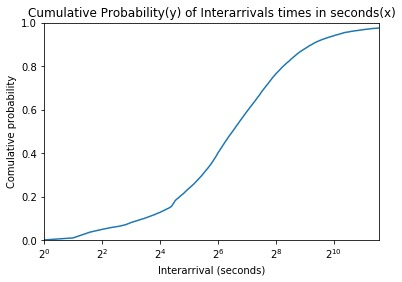 Cumulative Probability(y) of Interarrivals times in seconds(x)
1.0
0.8
0.6
0.4
0.2
0.0
Comulative probability
2^0 2^2 2^4 2^6 2^8 2^10
Interarrival (seconds)